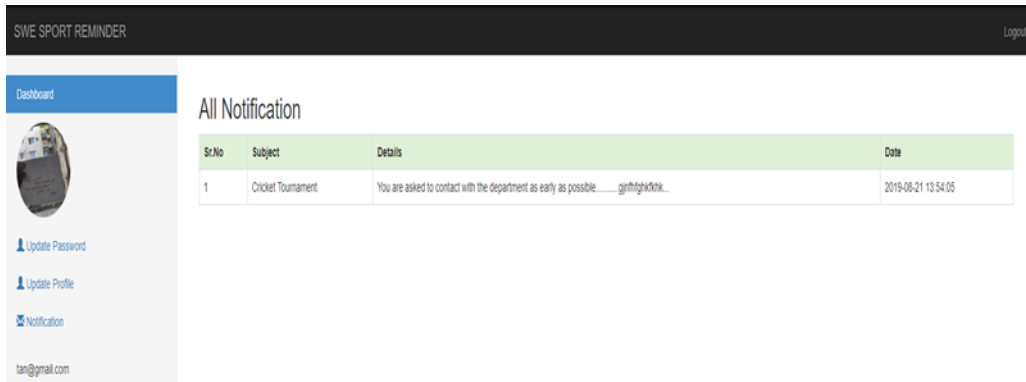 SWE SPORT REMINDER
Logout
Dashboard
All Notification
Sr.No Subject Details Date
1 Cricket Tournament You are asked to contact with the department as early as possible............gjnfhfghkfkhk... 2019-08-21 13:54:05
Update Password
Update Profile
Notification
tan@gmail.com